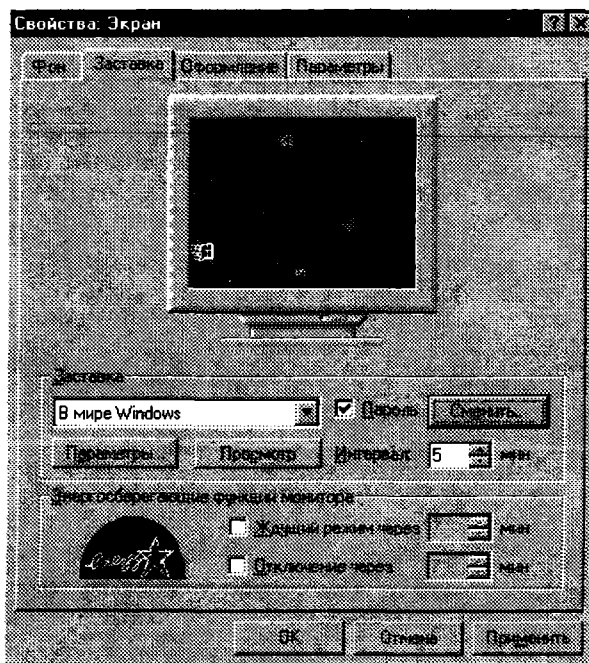 Свойства: Экран
Фон Заставка Оформление Параметры
Заставка
В мире Windows Пароль Сменить...
Параметры... Просмотр Интервал: 5 мин
Энергосберегающие функции монитора
Ждущий режим через мин
Отключение через мин
OK Отмена Применить